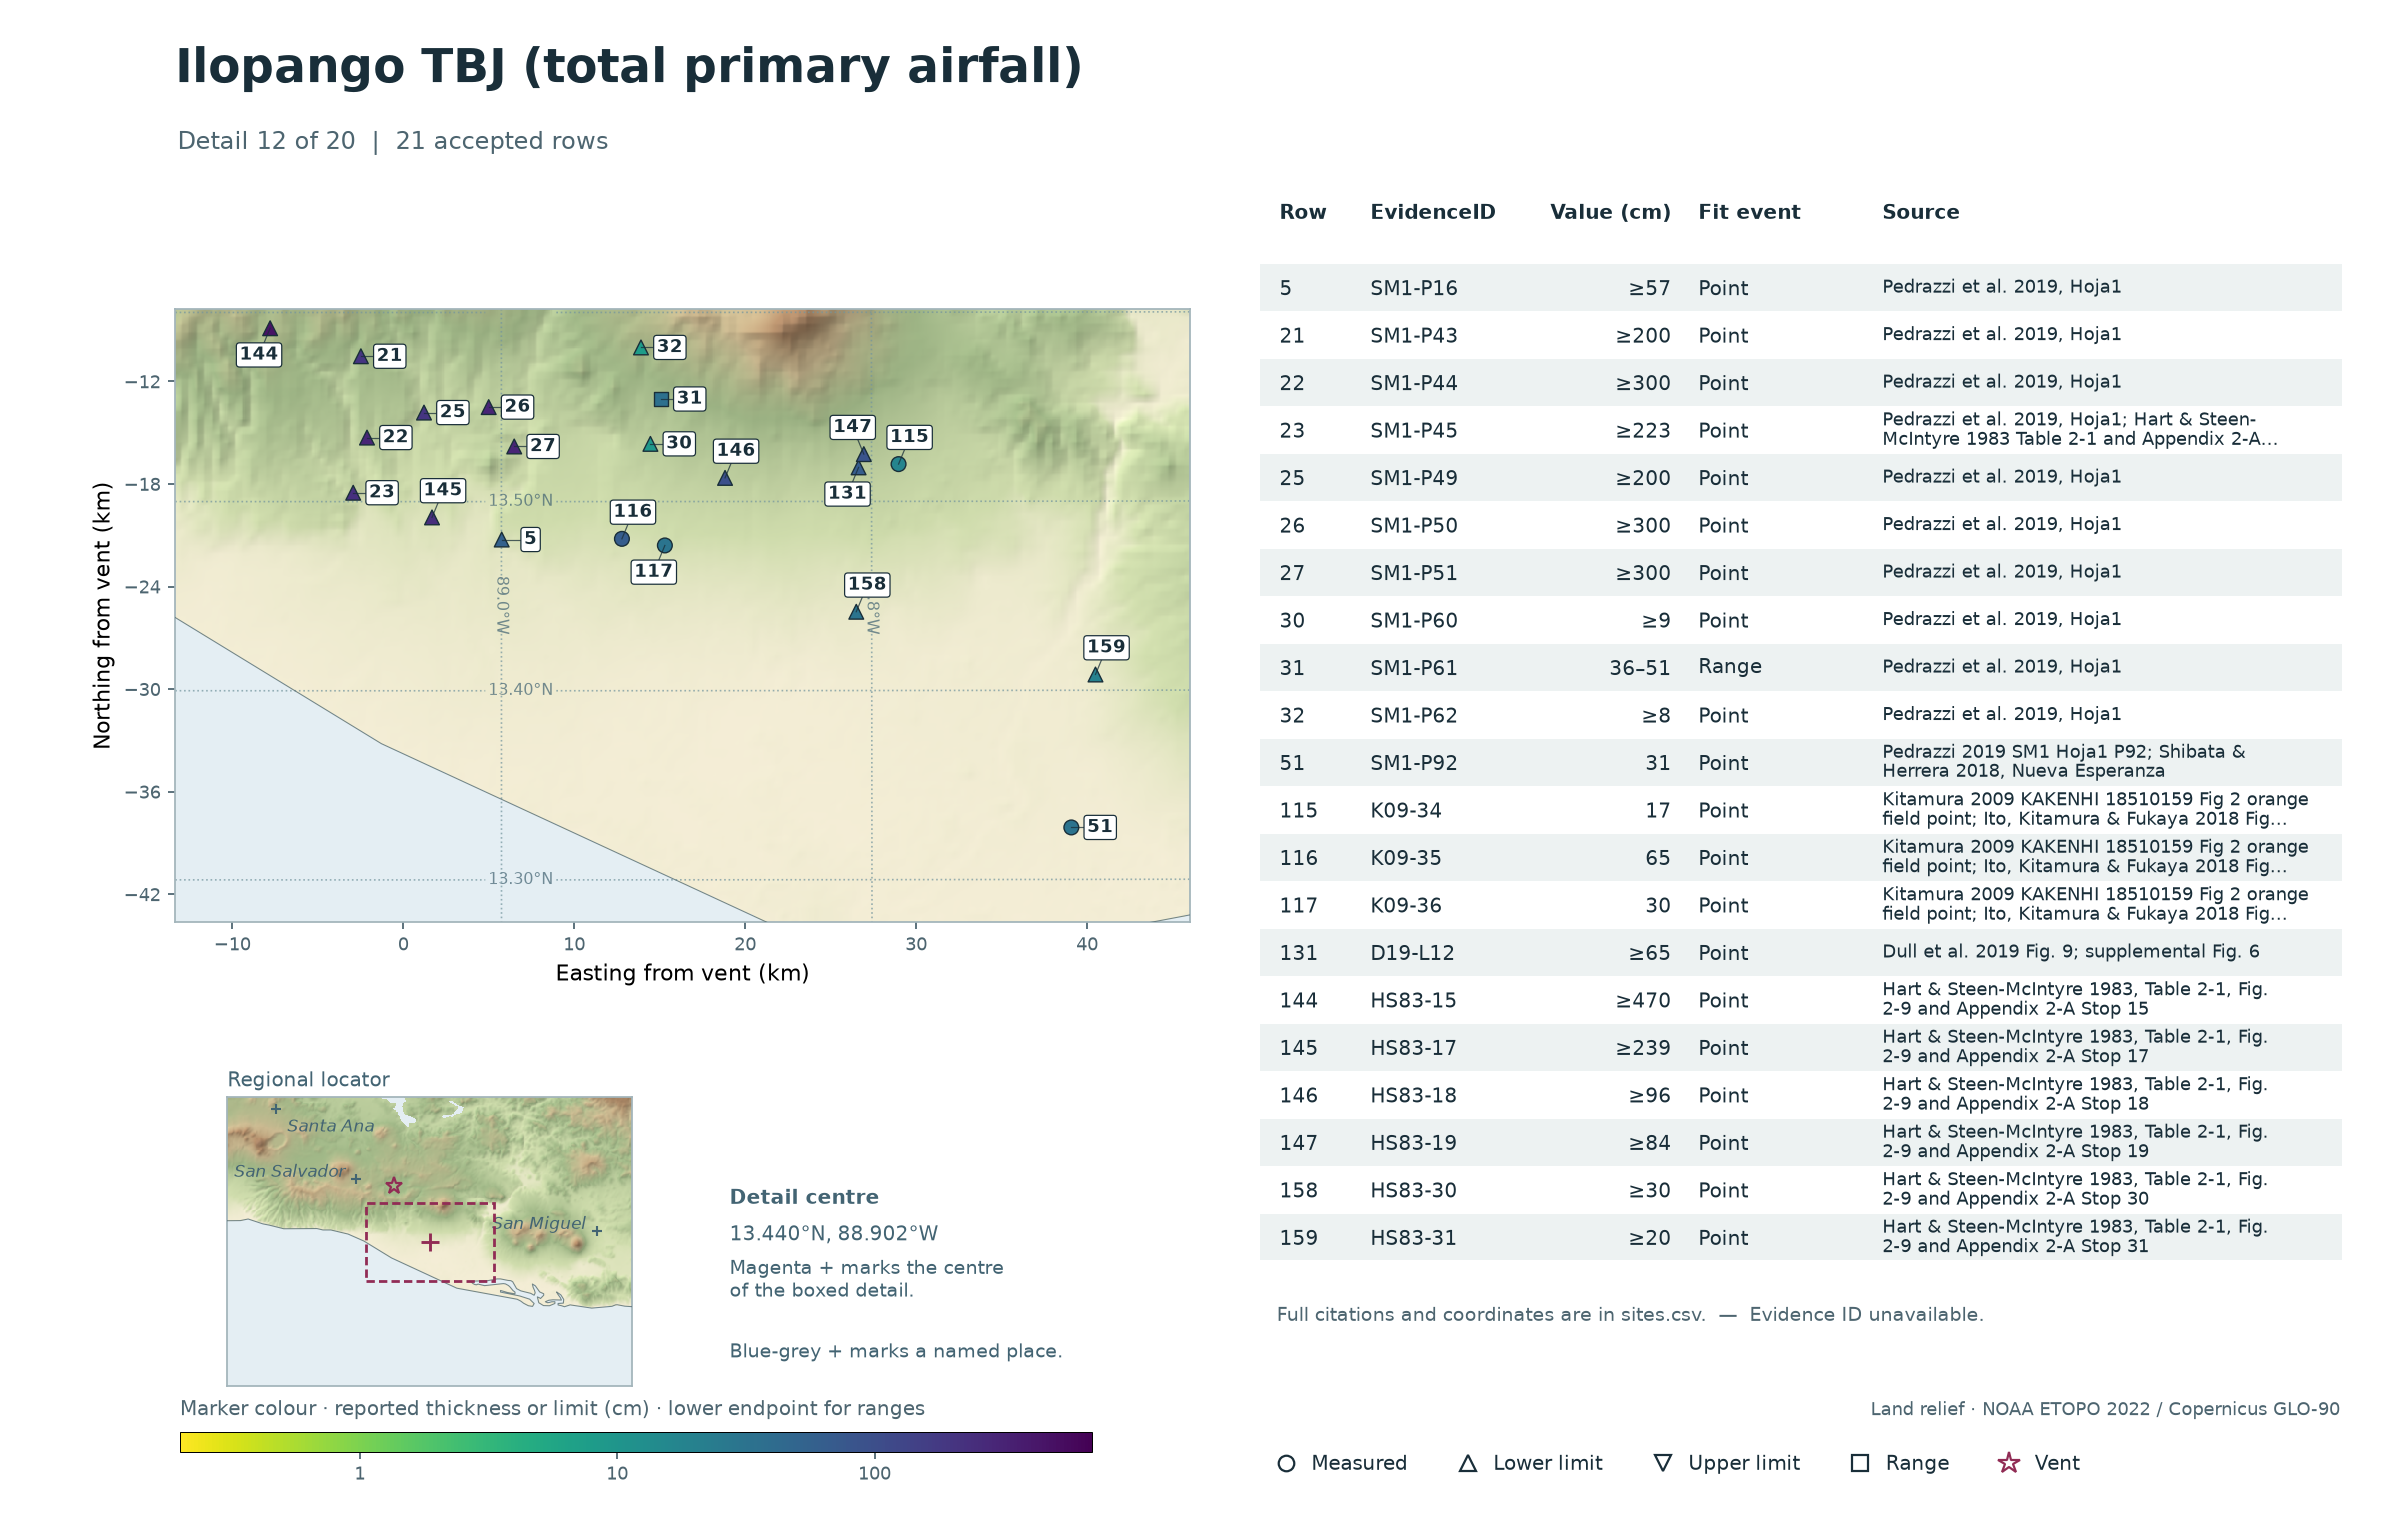 Ilopango TBJ (total primary airfall)
Detail 12 of 20 | 21 accepted rows
Row EvidenceID Value (cm) Fit event Source
5 SM1-P16 ≥57 Point Pedrazzi et al. 2019, Hoja1
21 SM1-P43 ≥200 Point Pedrazzi et al. 2019, Hoja1
22 SM1-P44 ≥300 Point Pedrazzi et al. 2019, Hoja1
23 SM1-P45 ≥223 Point Pedrazzi et al. 2019, Hoja1; Hart & Steen-
McIntyre 1983 Table 2-1 and Appendix 2-A…
25 SM1-P49 ≥200 Point Pedrazzi et al. 2019, Hoja1
26 SM1-P50 ≥300 Point Pedrazzi et al. 2019, Hoja1
27 SM1-P51 ≥300 Point Pedrazzi et al. 2019, Hoja1
30 SM1-P60 ≥9 Point Pedrazzi et al. 2019, Hoja1
31 SM1-P61 36–51 Range Pedrazzi et al. 2019, Hoja1
32 SM1-P62 ≥8 Point Pedrazzi et al. 2019, Hoja1
51 SM1-P92 31 Point Pedrazzi 2019 SM1 Hoja1 P92; Shibata &
Herrera 2018, Nueva Esperanza
115 K09-34 17 Point Kitamura 2009 KAKENHI 18510159 Fig 2 orange
field point; Ito, Kitamura & Fukaya 2018 Fig…
116 K09-35 65 Point Kitamura 2009 KAKENHI 18510159 Fig 2 orange
field point; Ito, Kitamura & Fukaya 2018 Fig…
117 K09-36 30 Point Kitamura 2009 KAKENHI 18510159 Fig 2 orange
field point; Ito, Kitamura & Fukaya 2018 Fig…
131 D19-L12 ≥65 Point Dull et al. 2019 Fig. 9; supplemental Fig. 6
144 HS83-15 ≥470 Point Hart & Steen-McIntyre 1983, Table 2-1, Fig.
2-9 and Appendix 2-A Stop 15
145 HS83-17 ≥239 Point Hart & Steen-McIntyre 1983, Table 2-1, Fig.
2-9 and Appendix 2-A Stop 17
146 HS83-18 ≥96 Point Hart & Steen-McIntyre 1983, Table 2-1, Fig.
2-9 and Appendix 2-A Stop 18
147 HS83-19 ≥84 Point Hart & Steen-McIntyre 1983, Table 2-1, Fig.
2-9 and Appendix 2-A Stop 19
158 HS83-30 ≥30 Point Hart & Steen-McIntyre 1983, Table 2-1, Fig.
2-9 and Appendix 2-A Stop 30
159 HS83-31 ≥20 Point Hart & Steen-McIntyre 1983, Table 2-1, Fig.
2-9 and Appendix 2-A Stop 31
Full citations and coordinates are in sites.csv. — Evidence ID unavailable.
144
21
32
31
25
26
22
27
30
146
147
115
131
23
145
5
116
117
158
159
51
13.50°N
13.40°N
13.30°N
89.0°W
8°W
−12
−18
−24
−30
−36
−42
Northing from vent (km)
−10 0 10 20 30 40
Easting from vent (km)
Regional locator
Santa Ana
San Salvador
San Miguel
Detail centre
13.440°N, 88.902°W
Magenta + marks the centre
of the boxed detail.
Blue-grey + marks a named place.
Marker colour · reported thickness or limit (cm) · lower endpoint for ranges
1 10 100
Land relief · NOAA ETOPO 2022 / Copernicus GLO-90
Measured Lower limit Upper limit Range Vent